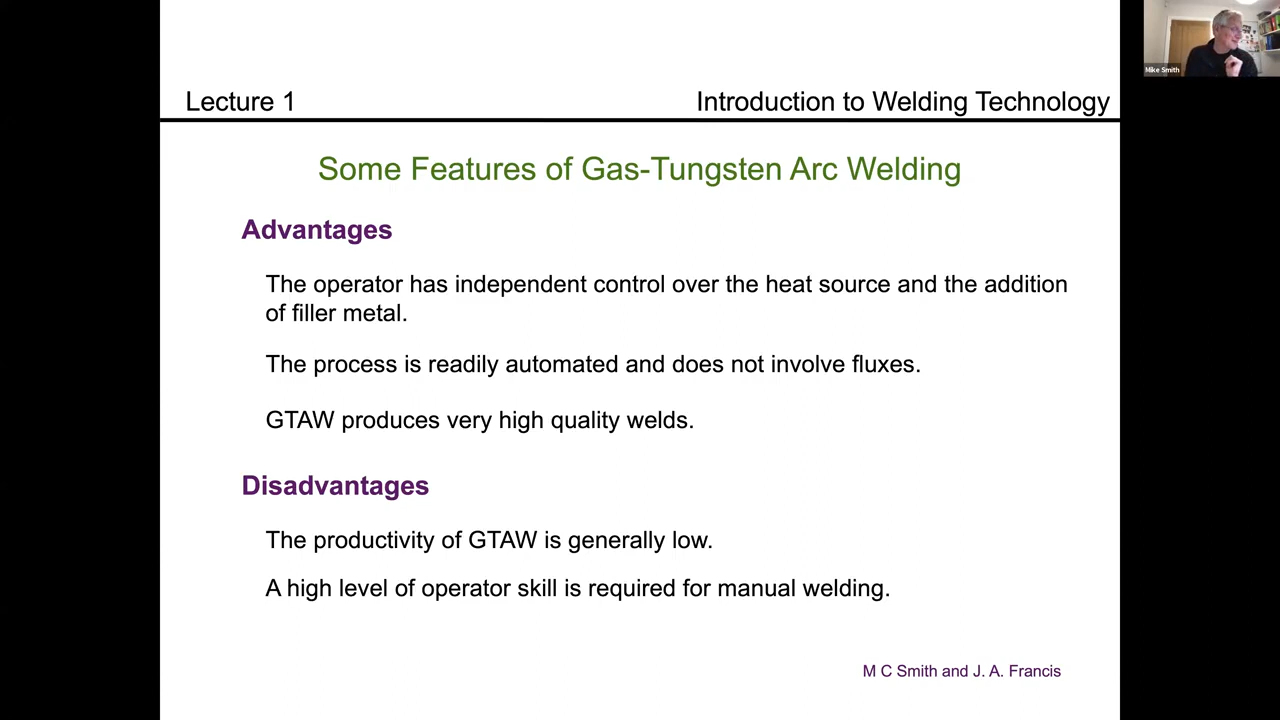 Lecture 1
Introduction to Welding Technology
Some Features of Gas-Tungsten Arc Welding
Advantages
The operator has independent control over the heat source and the addition
of filler metal.
The process is readily automated and does not involve fluxes.
GTAW produces very high quality welds.
Disadvantages
The productivity of GTAW is generally low.
A high level of operator skill is required for manual welding.
M C Smith and J. A. Francis
Mike Smith